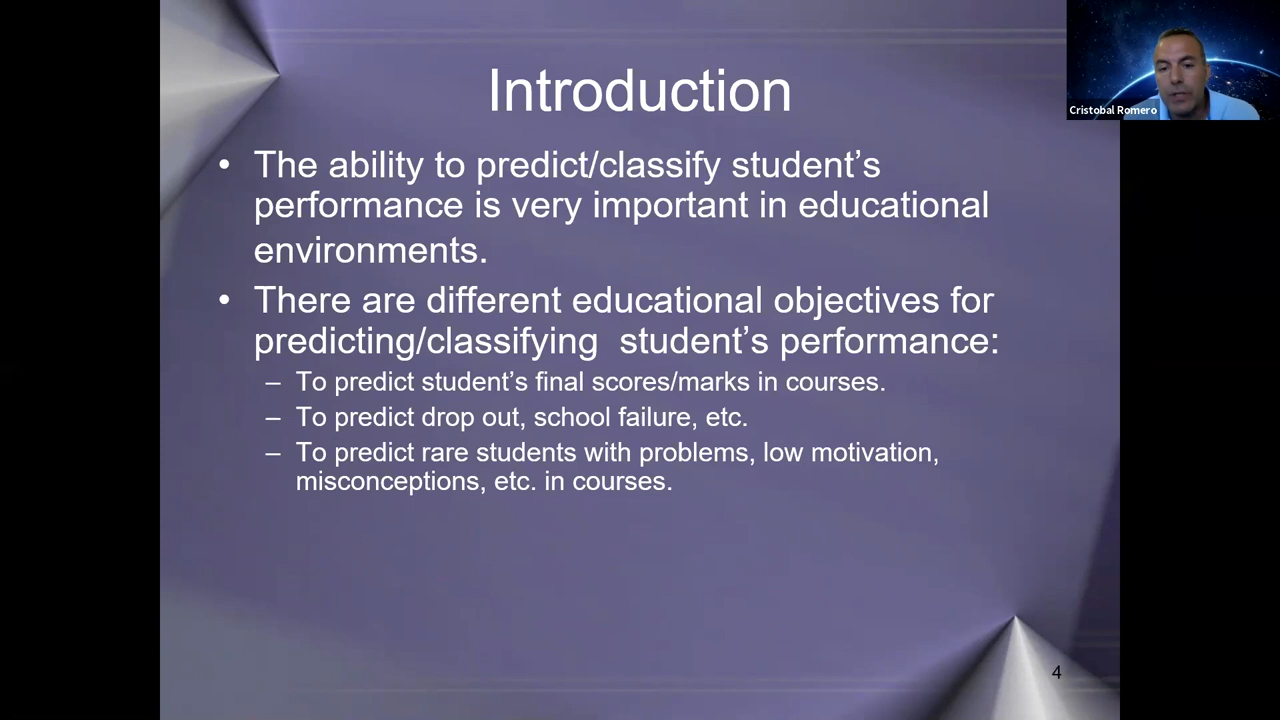 Introduction
Cristobal Romero
• The ability to predict/classify student’s
performance is very important in educational
environments.
• There are different educational objectives for
predicting/classifying  student’s performance:
– To predict student’s final scores/marks in courses.
– To predict drop out, school failure, etc.
– To predict rare students with problems, low motivation,
misconceptions, etc. in courses.
4